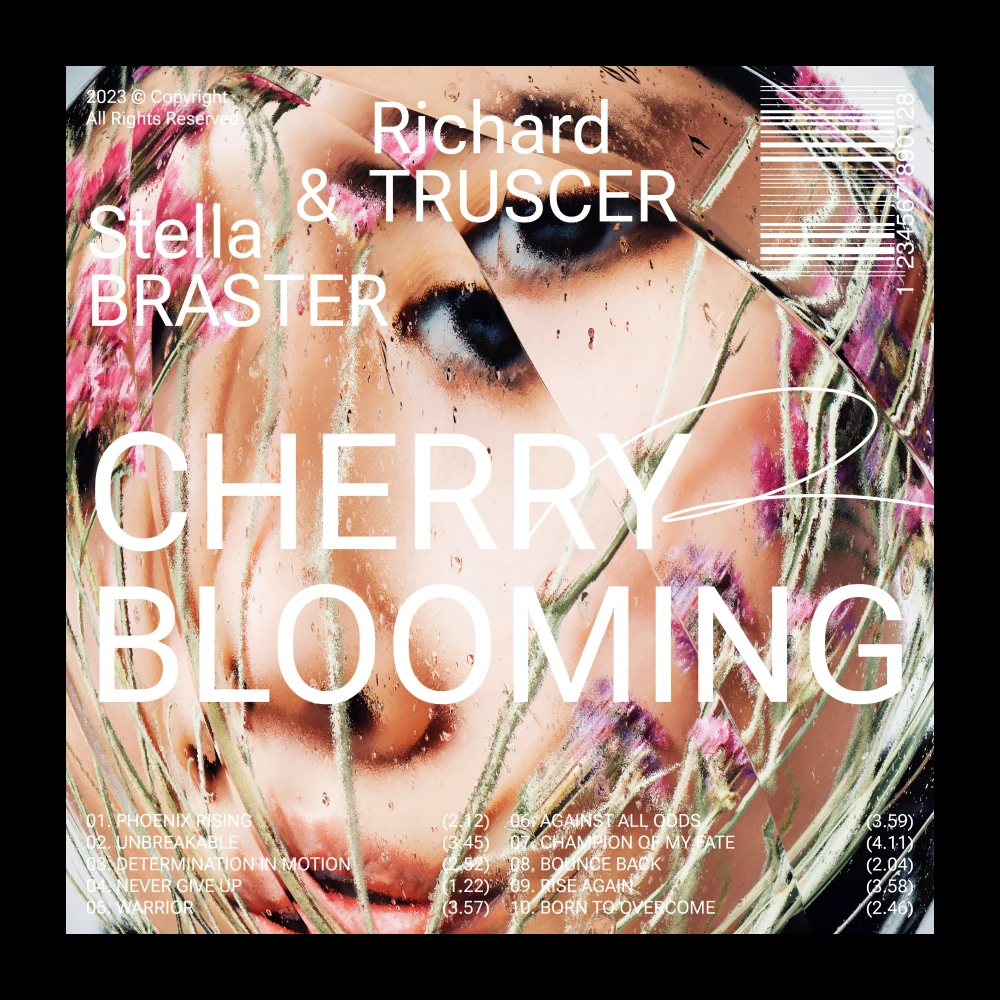 2023 © Copyright
All Rights Reserved
Richard
& TRUSCER
Stella
BRASTER
1 234567 890128
CHERRY
BLOOMING
01. PHOENIX RISING (2.12)
02. UNBREAKABLE (3.45)
03. DETERMINATION IN MOTION (2.52)
04. NEVER GIVE UP (1.22)
05. WARRIOR (3.57)
06. AGAINST ALL ODDS (3.59)
07. CHAMPION OF MY FATE (4.11)
08. BOUNCE BACK (2.04)
09. RISE AGAIN (3.58)
10. BORN TO OVERCOME (2.46)